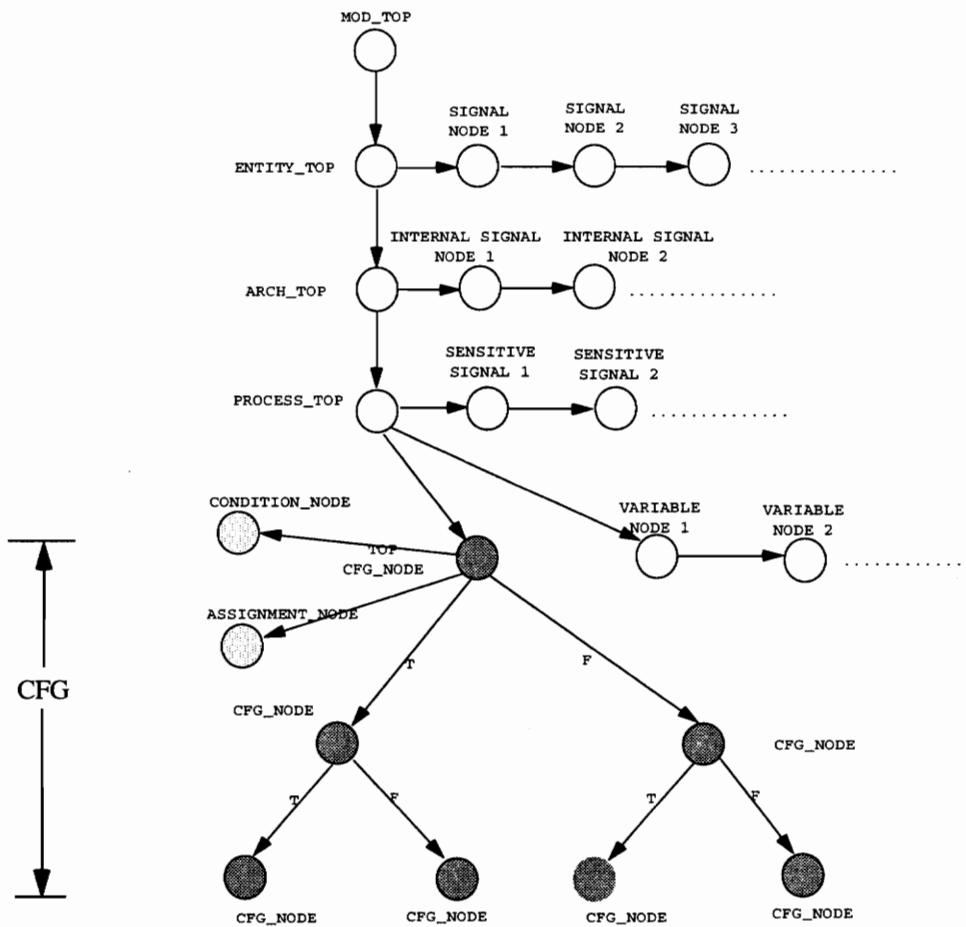 MOD_TOP
SIGNAL
NODE 1
SIGNAL
NODE 2
SIGNAL
NODE 3
ENTITY_TOP
INTERNAL SIGNAL
NODE 1
INTERNAL SIGNAL
NODE 2
ARCH_TOP
SENSITIVE
SIGNAL 1
SENSITIVE
SIGNAL 2
PROCESS_TOP
CONDITION_NODE
VARIABLE
NODE 1
VARIABLE
NODE 2
TOP
CFG_NODE
ASSIGNMENT_NODE
T
F
CFG
CFG_NODE
CFG_NODE
T
F
T
F
CFG_NODE
CFG_NODE
CFG_NODE
CFG_NODE